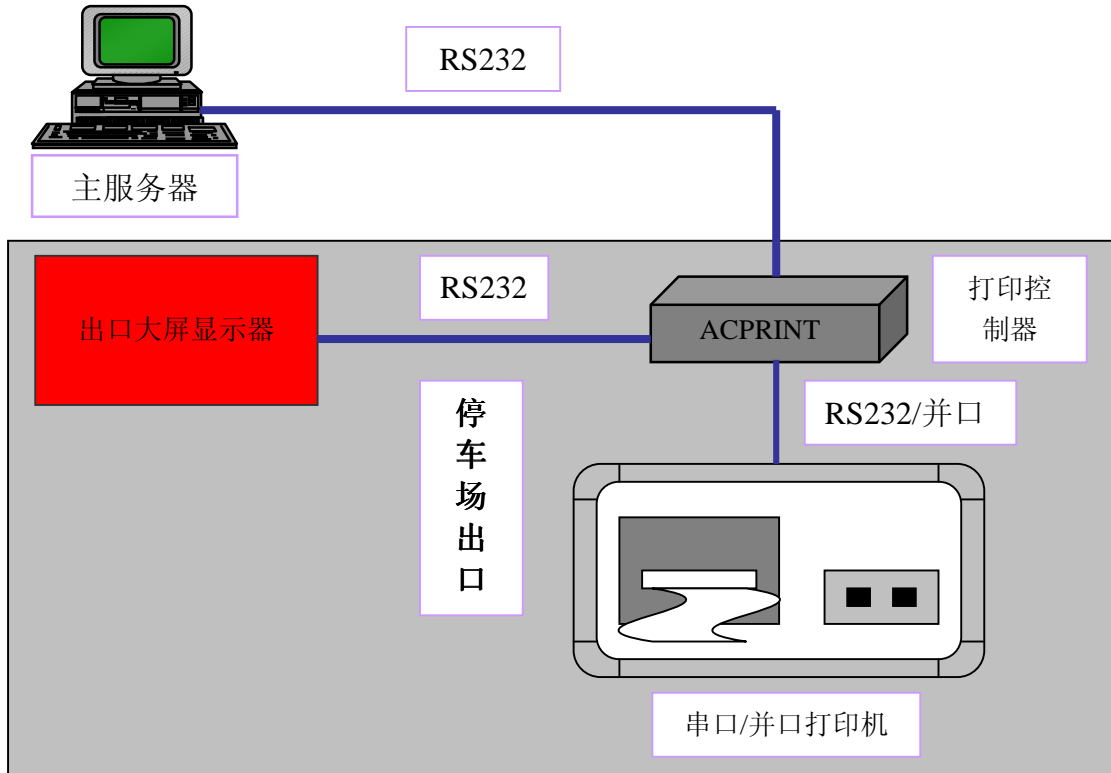 RS232
主服务器
出口大屏显示器
RS232
ACPRINT
打印控
制器
停
车
场
出
口
RS232/并口
串口/并口打印机